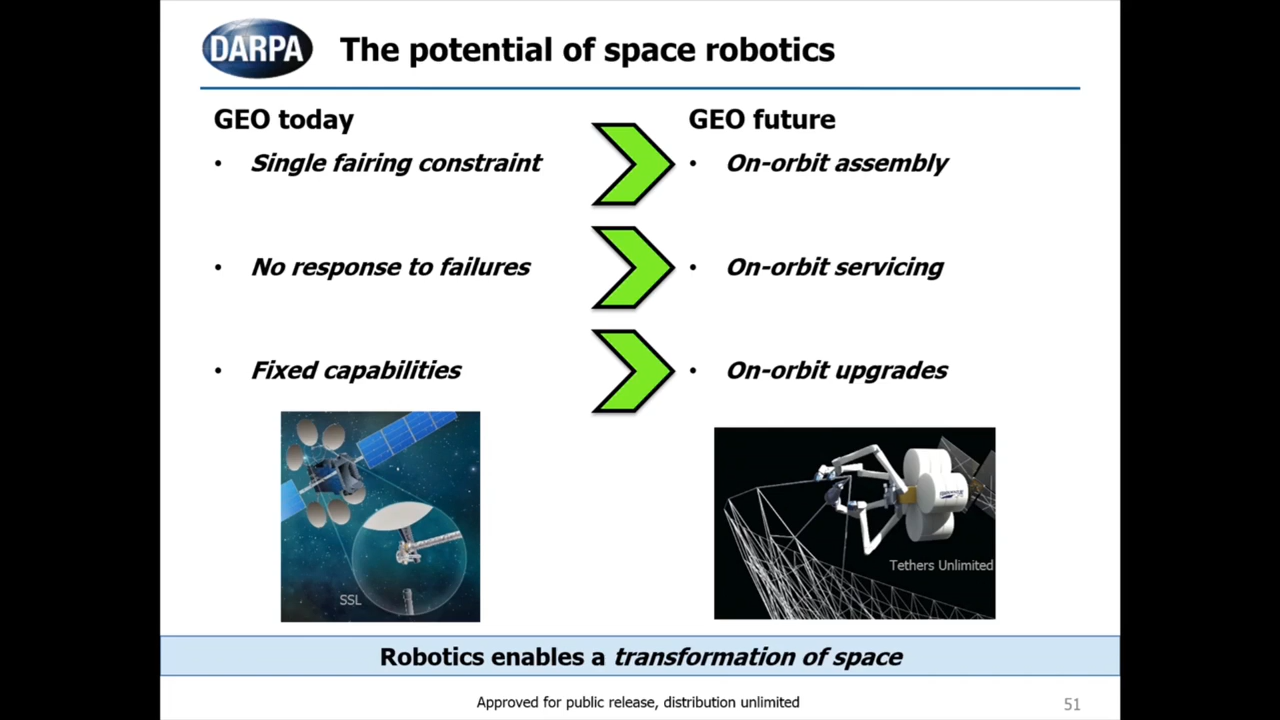 DARPA
The potential of space robotics
GEO today
• Single fairing constraint
• No response to failures
• Fixed capabilities
GEO future
• On-orbit assembly
• On-orbit servicing
• On-orbit upgrades
SSL
Tethers Unlimited
Robotics enables a transformation of space
Approved for public release, distribution unlimited
51